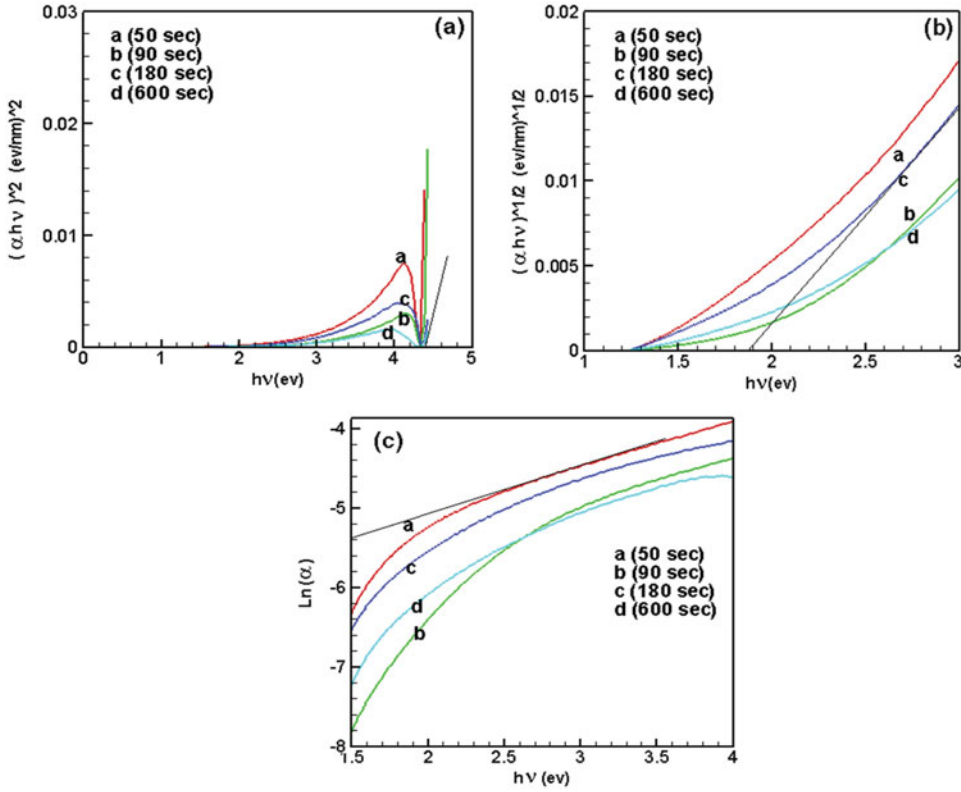 (a)
a (50 sec)
b (90 sec)
c (180 sec)
d (600 sec)
0.03
0.02
0.01
0
(αhν)^2 (ev/nm)^2
a
c
b
d
0 1 2 3 4 5
hν(ev)
(b)
a (50 sec)
b (90 sec)
c (180 sec)
d (600 sec)
0.02
0.015
0.01
0.005
0
(αhν)^1/2 (ev/nm)^1/2
a
c
b
d
1 1.5 2 2.5 3
hν(ev)
(c)
-4
-5
-6
-7
-8
Ln(α)
a
c
d
b
a (50 sec)
b (90 sec)
c (180 sec)
d (600 sec)
1.5 2 2.5 3 3.5 4
hν (ev)